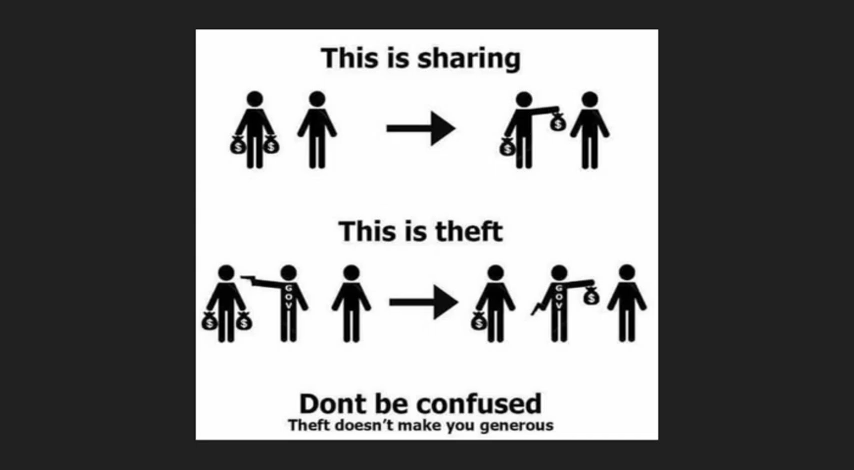 This is sharing
$ $ $ $
This is theft
GOV GOV
$ $ $ $
Dont be confused
Theft doesn't make you generous